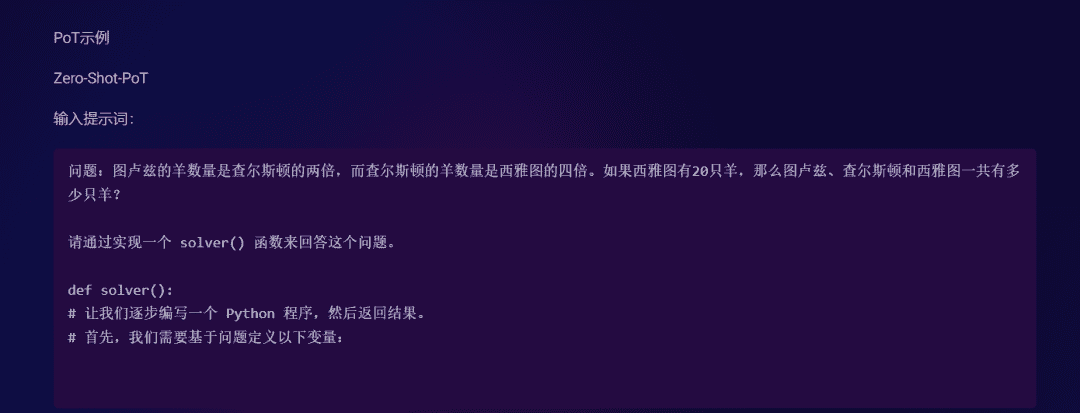 PoT示例
Zero-Shot-PoT
输入提示词：
问题：图卢兹的羊数量是查尔斯顿的两倍，而查尔斯顿的羊数量是西雅图的四倍。如果西雅图有20只羊，那么图卢兹、查尔斯顿和西雅图一共有多
少只羊？
请通过实现一个 solver() 函数来回答这个问题。
def solver():
# 让我们逐步编写一个 Python 程序，然后返回结果。
# 首先，我们需要基于问题定义以下变量：